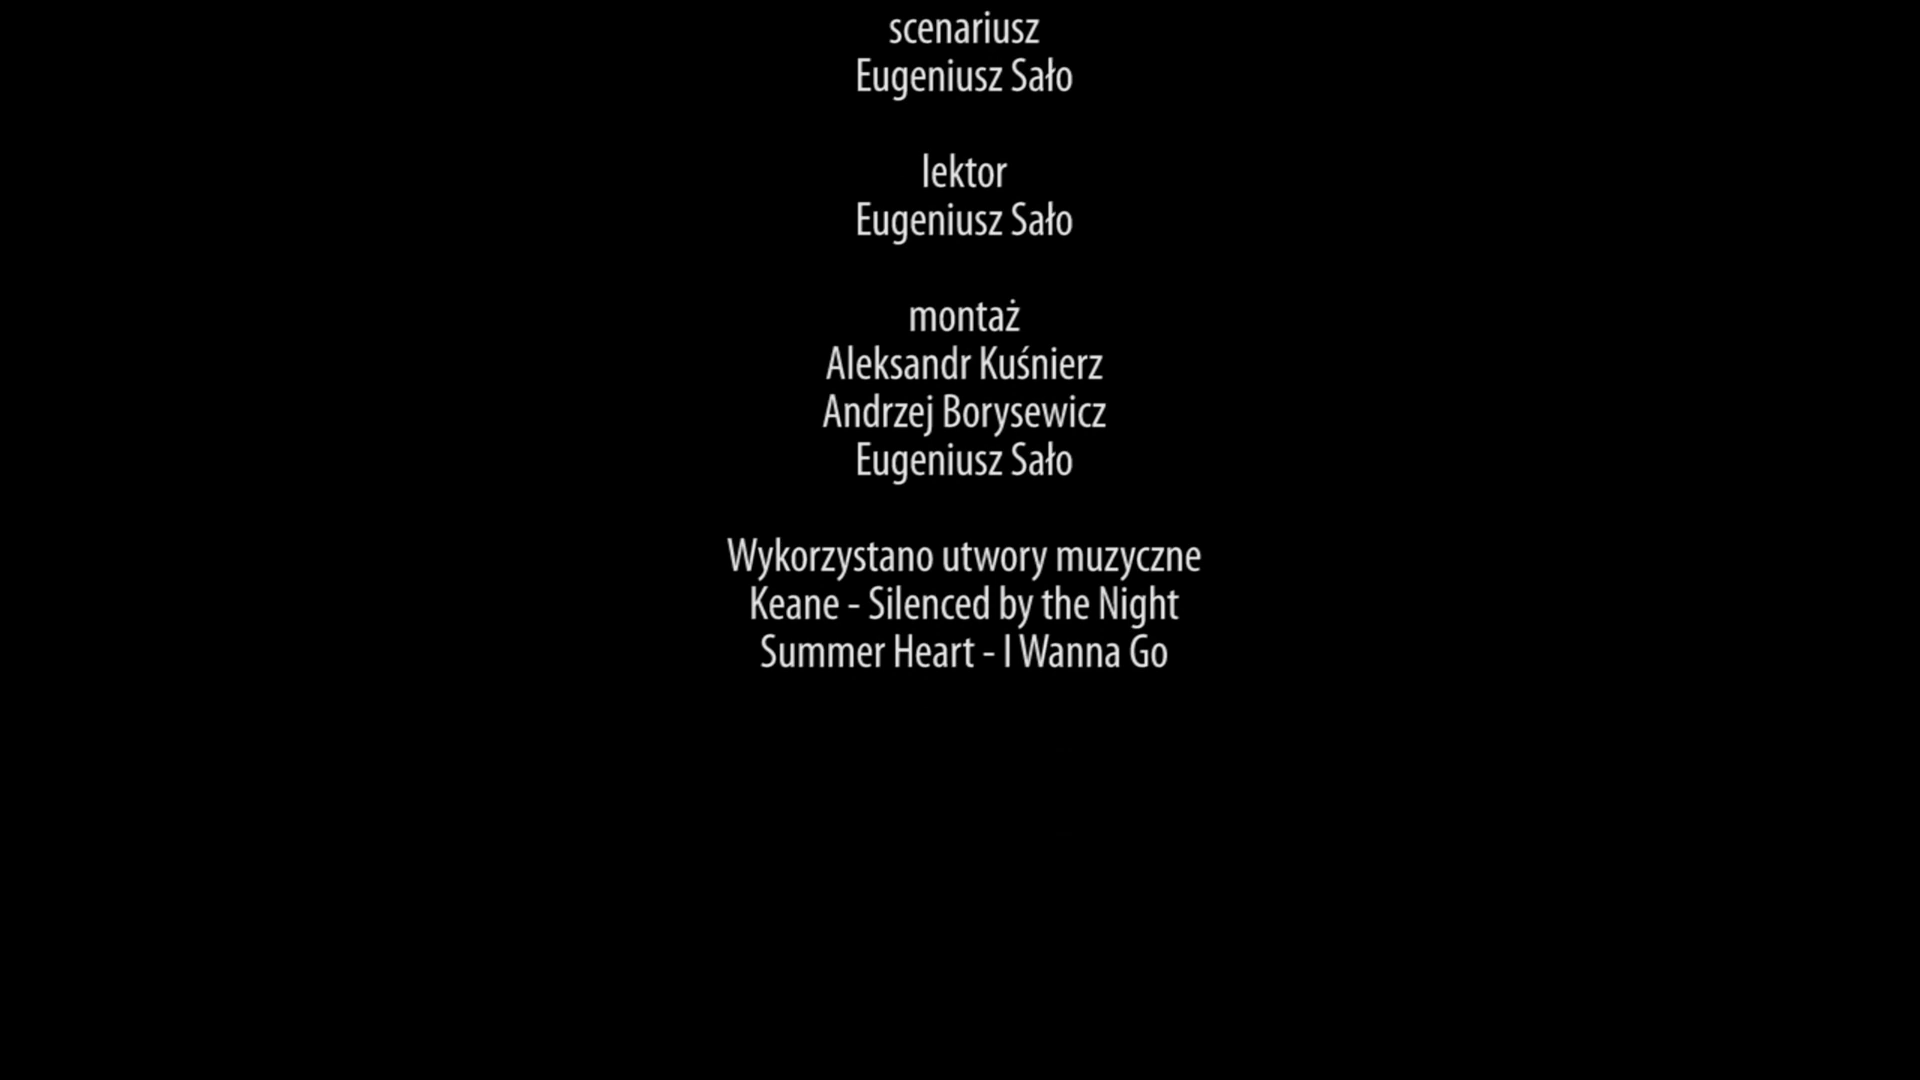 scenariusz
Eugeniusz Sało
lektor
Eugeniusz Sało
montaż
Aleksandr Kuśnierz
Andrzej Borysewicz
Eugeniusz Sało
Wykorzystano utwory muzyczne
Keane - Silenced by the Night
Summer Heart - I Wanna Go